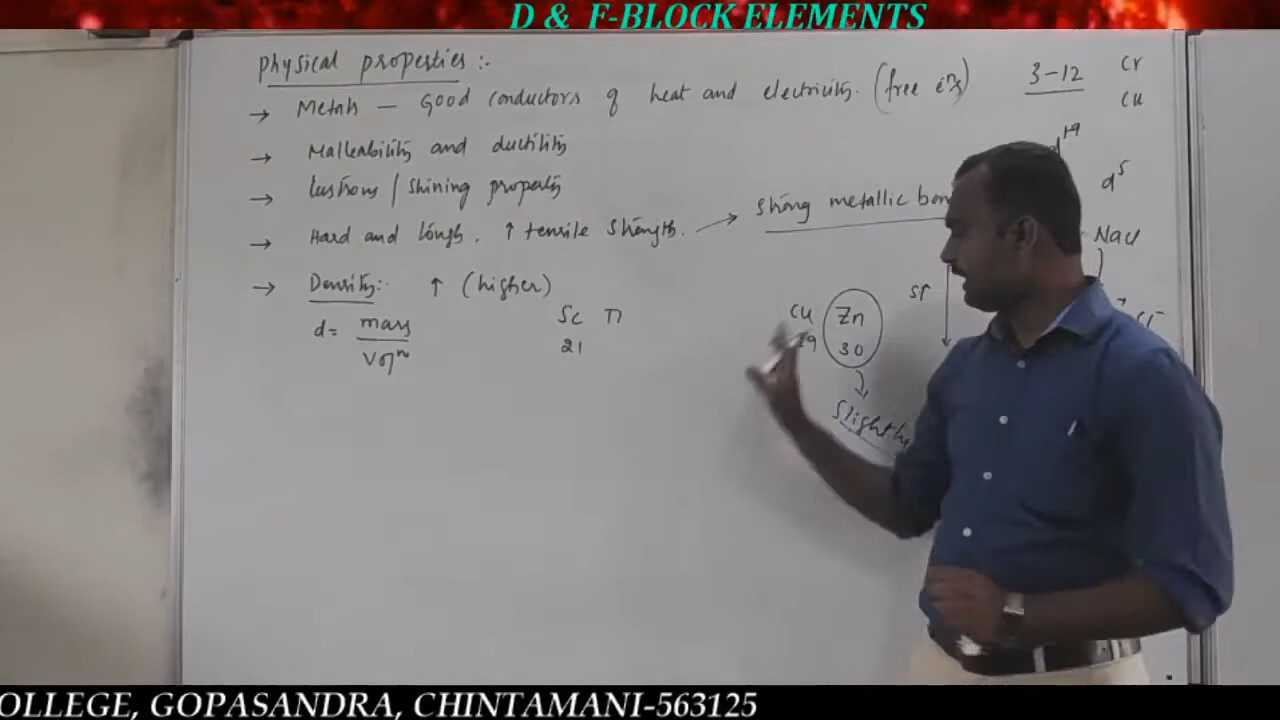 D & F-BLOCK ELEMENTS
Physical properties :-
→ Metals — Good conductors of heat and electricity. (free e⁻s) 3-12 Cr
Cu
→ Malleability and ductility
d⁵
→ lustrous / Shining property
→ Hard and tough. ↑ tensile strength. → Strong metallic bon
NaCl
→ Density:- ↑ (higher)
d = mass / Volⁿ
Sc Ti
21
Cu Zn
29 30
Slightly
OLLEGE, GOPASANDRA, CHINTAMANI-563125